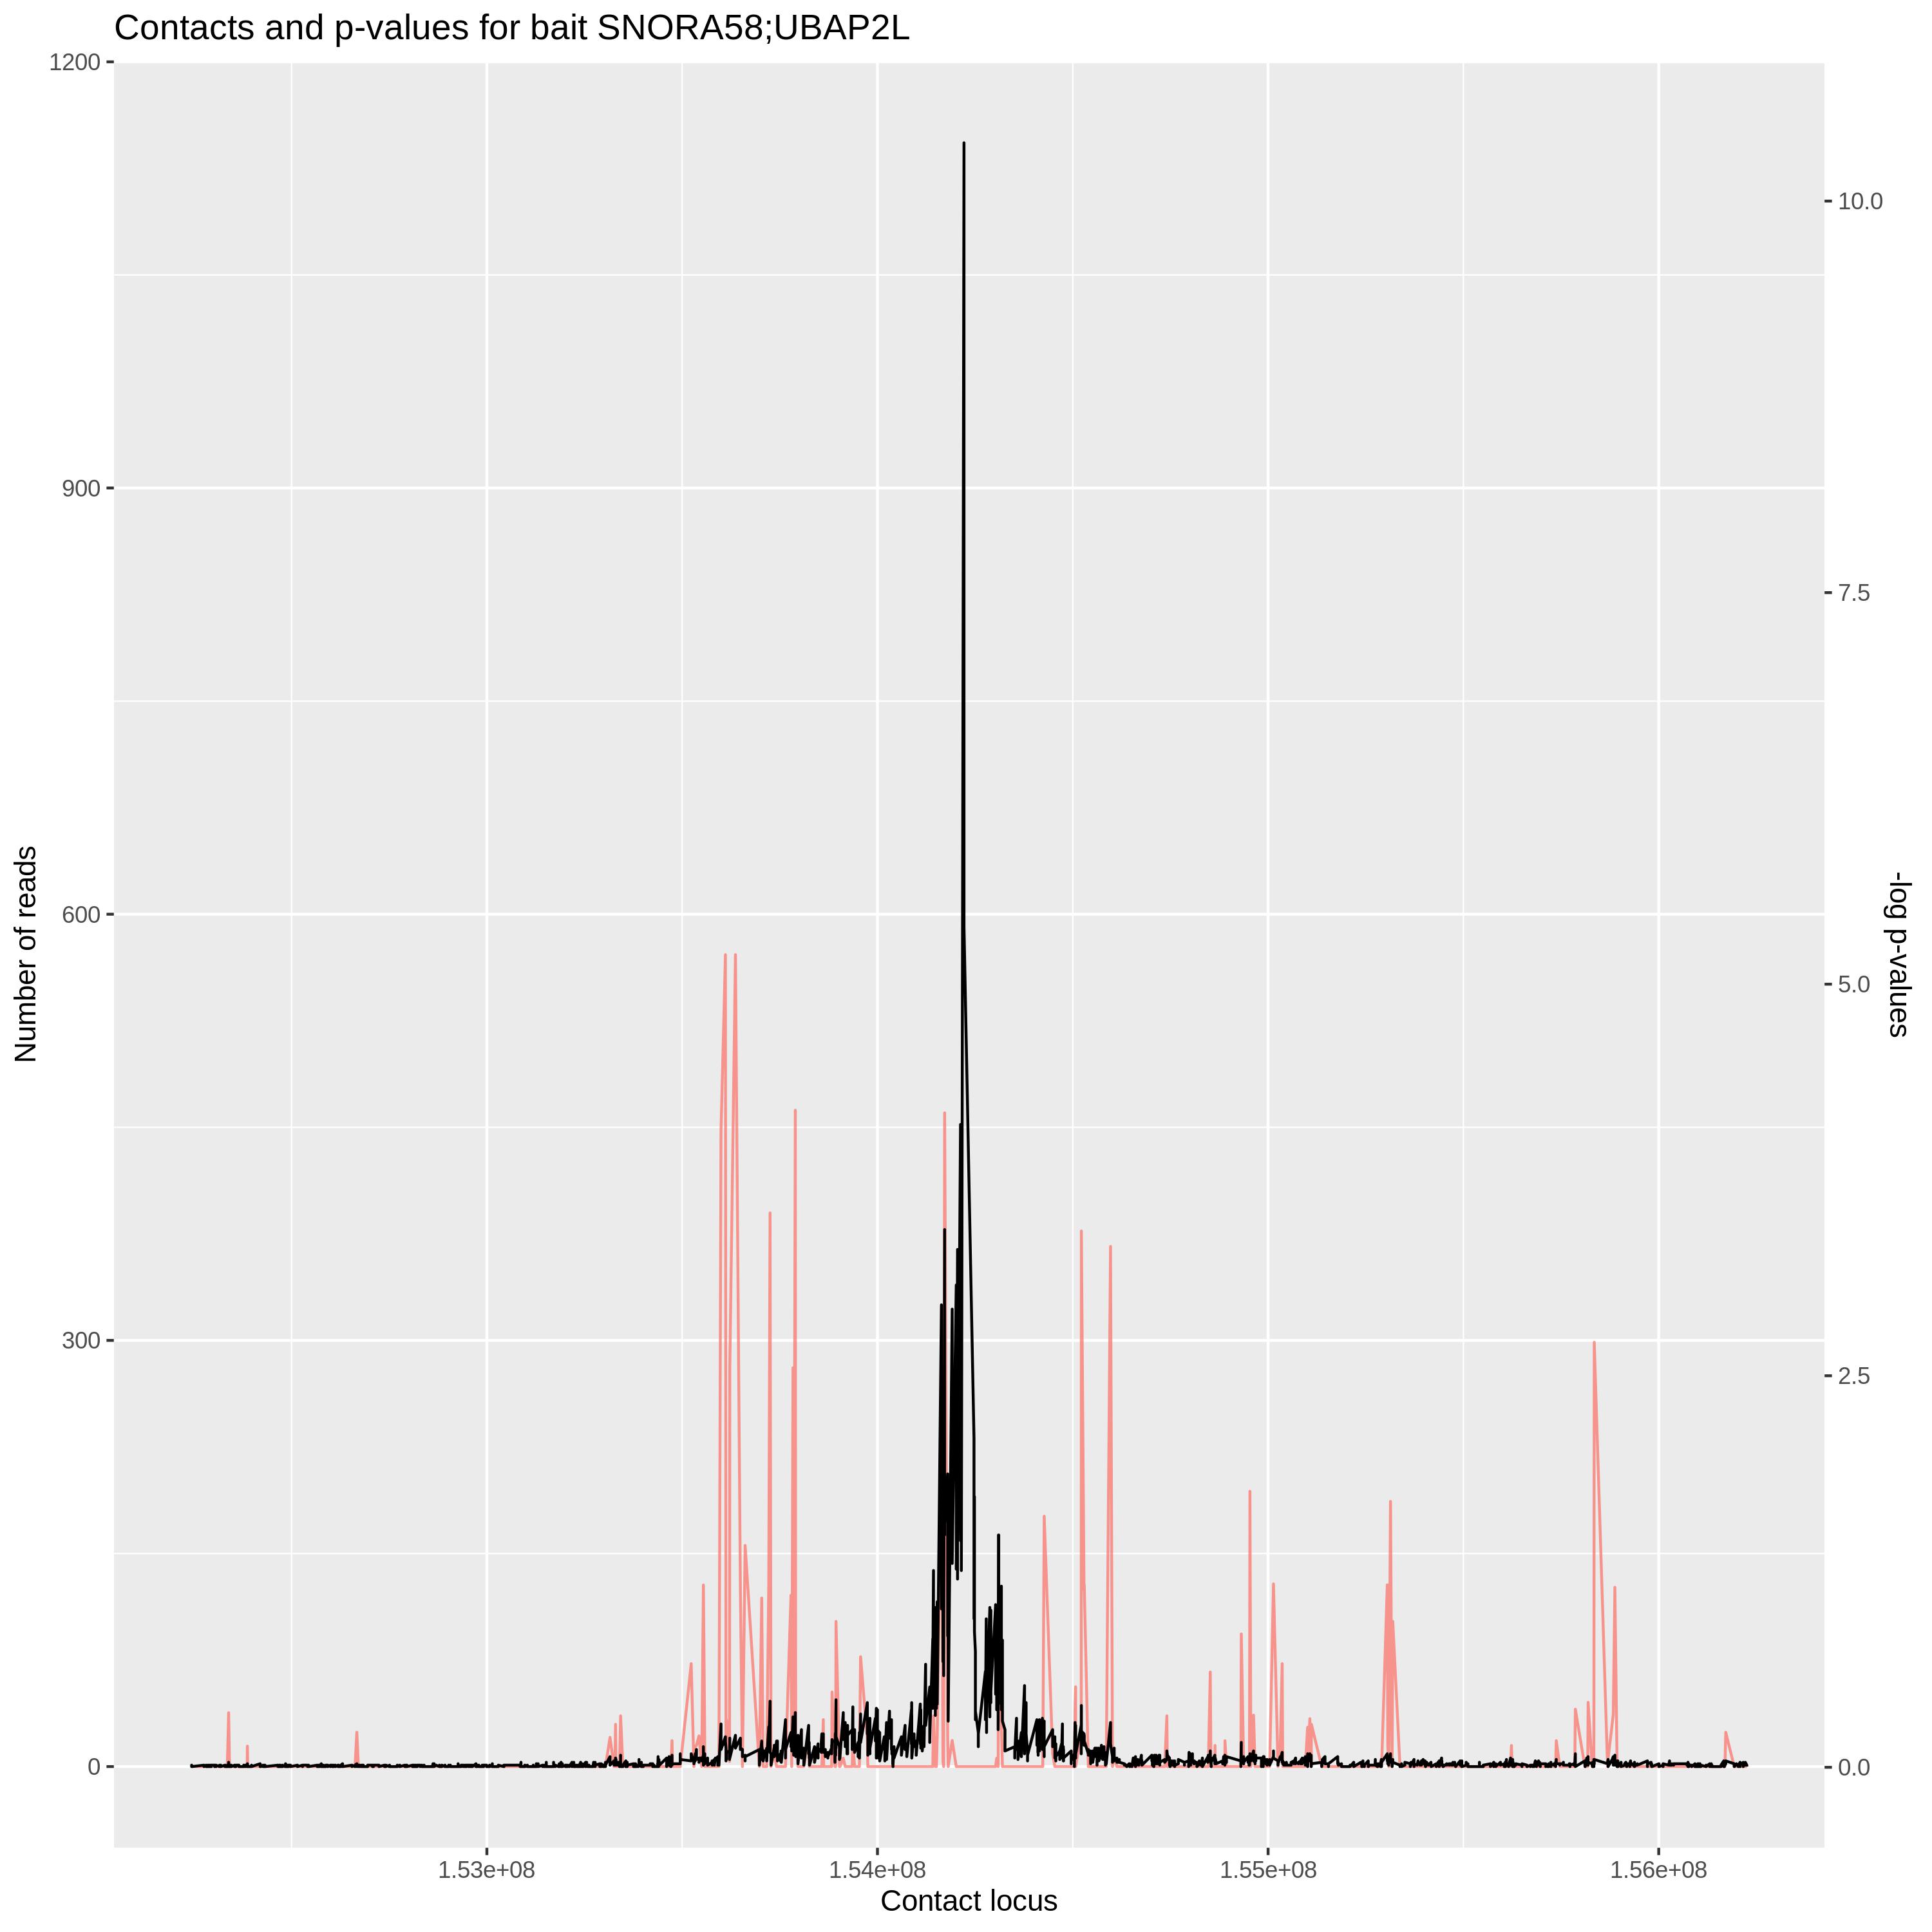 Contacts and p-values for bait SNORA58;UBAP2L
1200
900
600
300
0
Number of reads
10.0
7.5
5.0
2.5
0.0
-log p-values
1.53e+08
1.54e+08
1.55e+08
1.56e+08
Contact locus